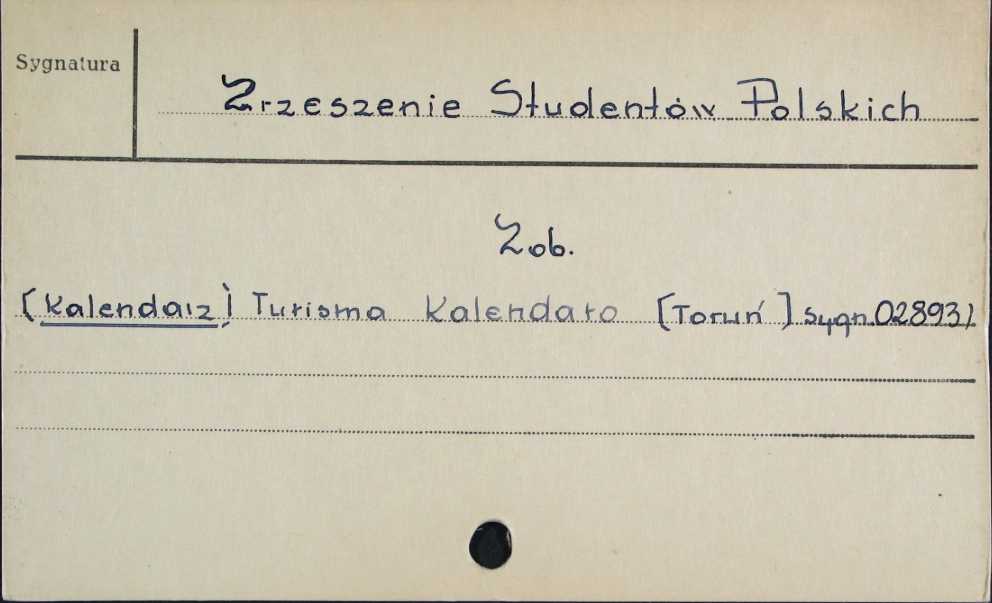 Sygnatura
Zrzeszenie Studentów Polskich
Zob.
[Kalendarz] Turisma Kalendaro [Toruń] sygn. 028931